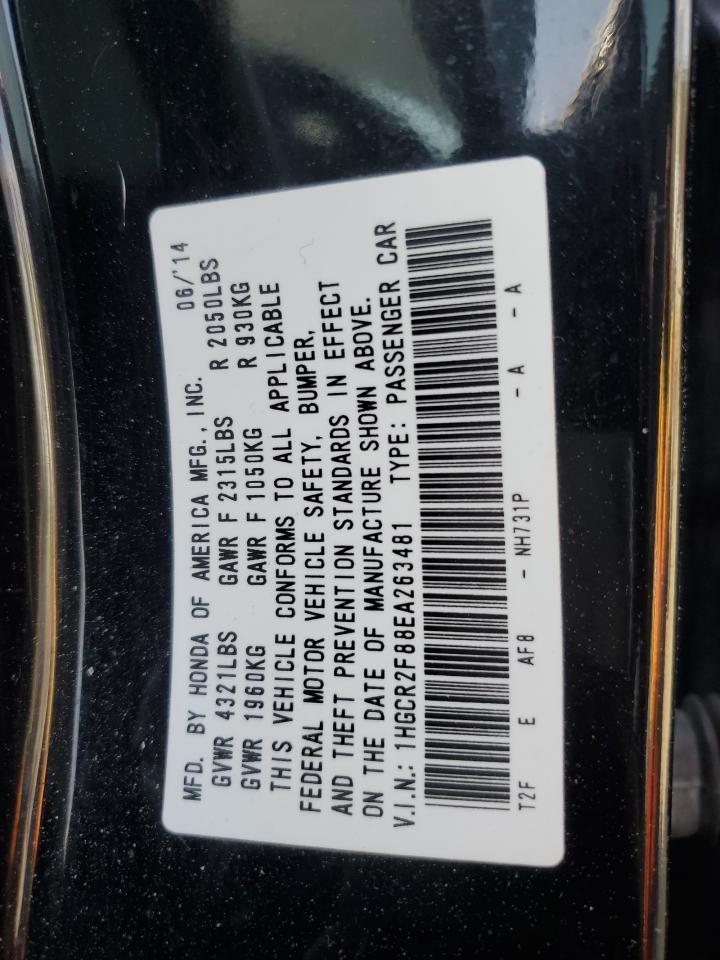 MFD. BY HONDA OF AMERICA MFG., INC. 06/'14
GVWR 4321LBS GAWR F 2315LBS R 2050LBS
GVWR 1960KG GAWR F 1050KG R 930KG
THIS VEHICLE CONFORMS TO ALL APPLICABLE
FEDERAL MOTOR VEHICLE SAFETY, BUMPER,
AND THEFT PREVENTION STANDARDS IN EFFECT
ON THE DATE OF MANUFACTURE SHOWN ABOVE.
V.I.N.: 1HGCR2F88EA263481 TYPE: PASSENGER CAR
T2F E AF8 - NH731P - A - A